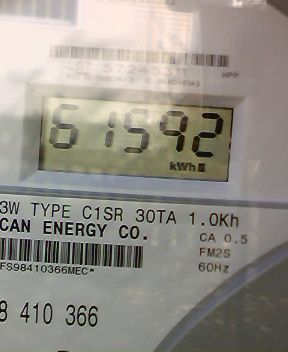 61592
kWh
3W TYPE C1SR 30TA 1.0Kh
CAN ENERGY CO.
CA 0.5
FM2S
FS98410366MEC*
60Hz
8 410 366